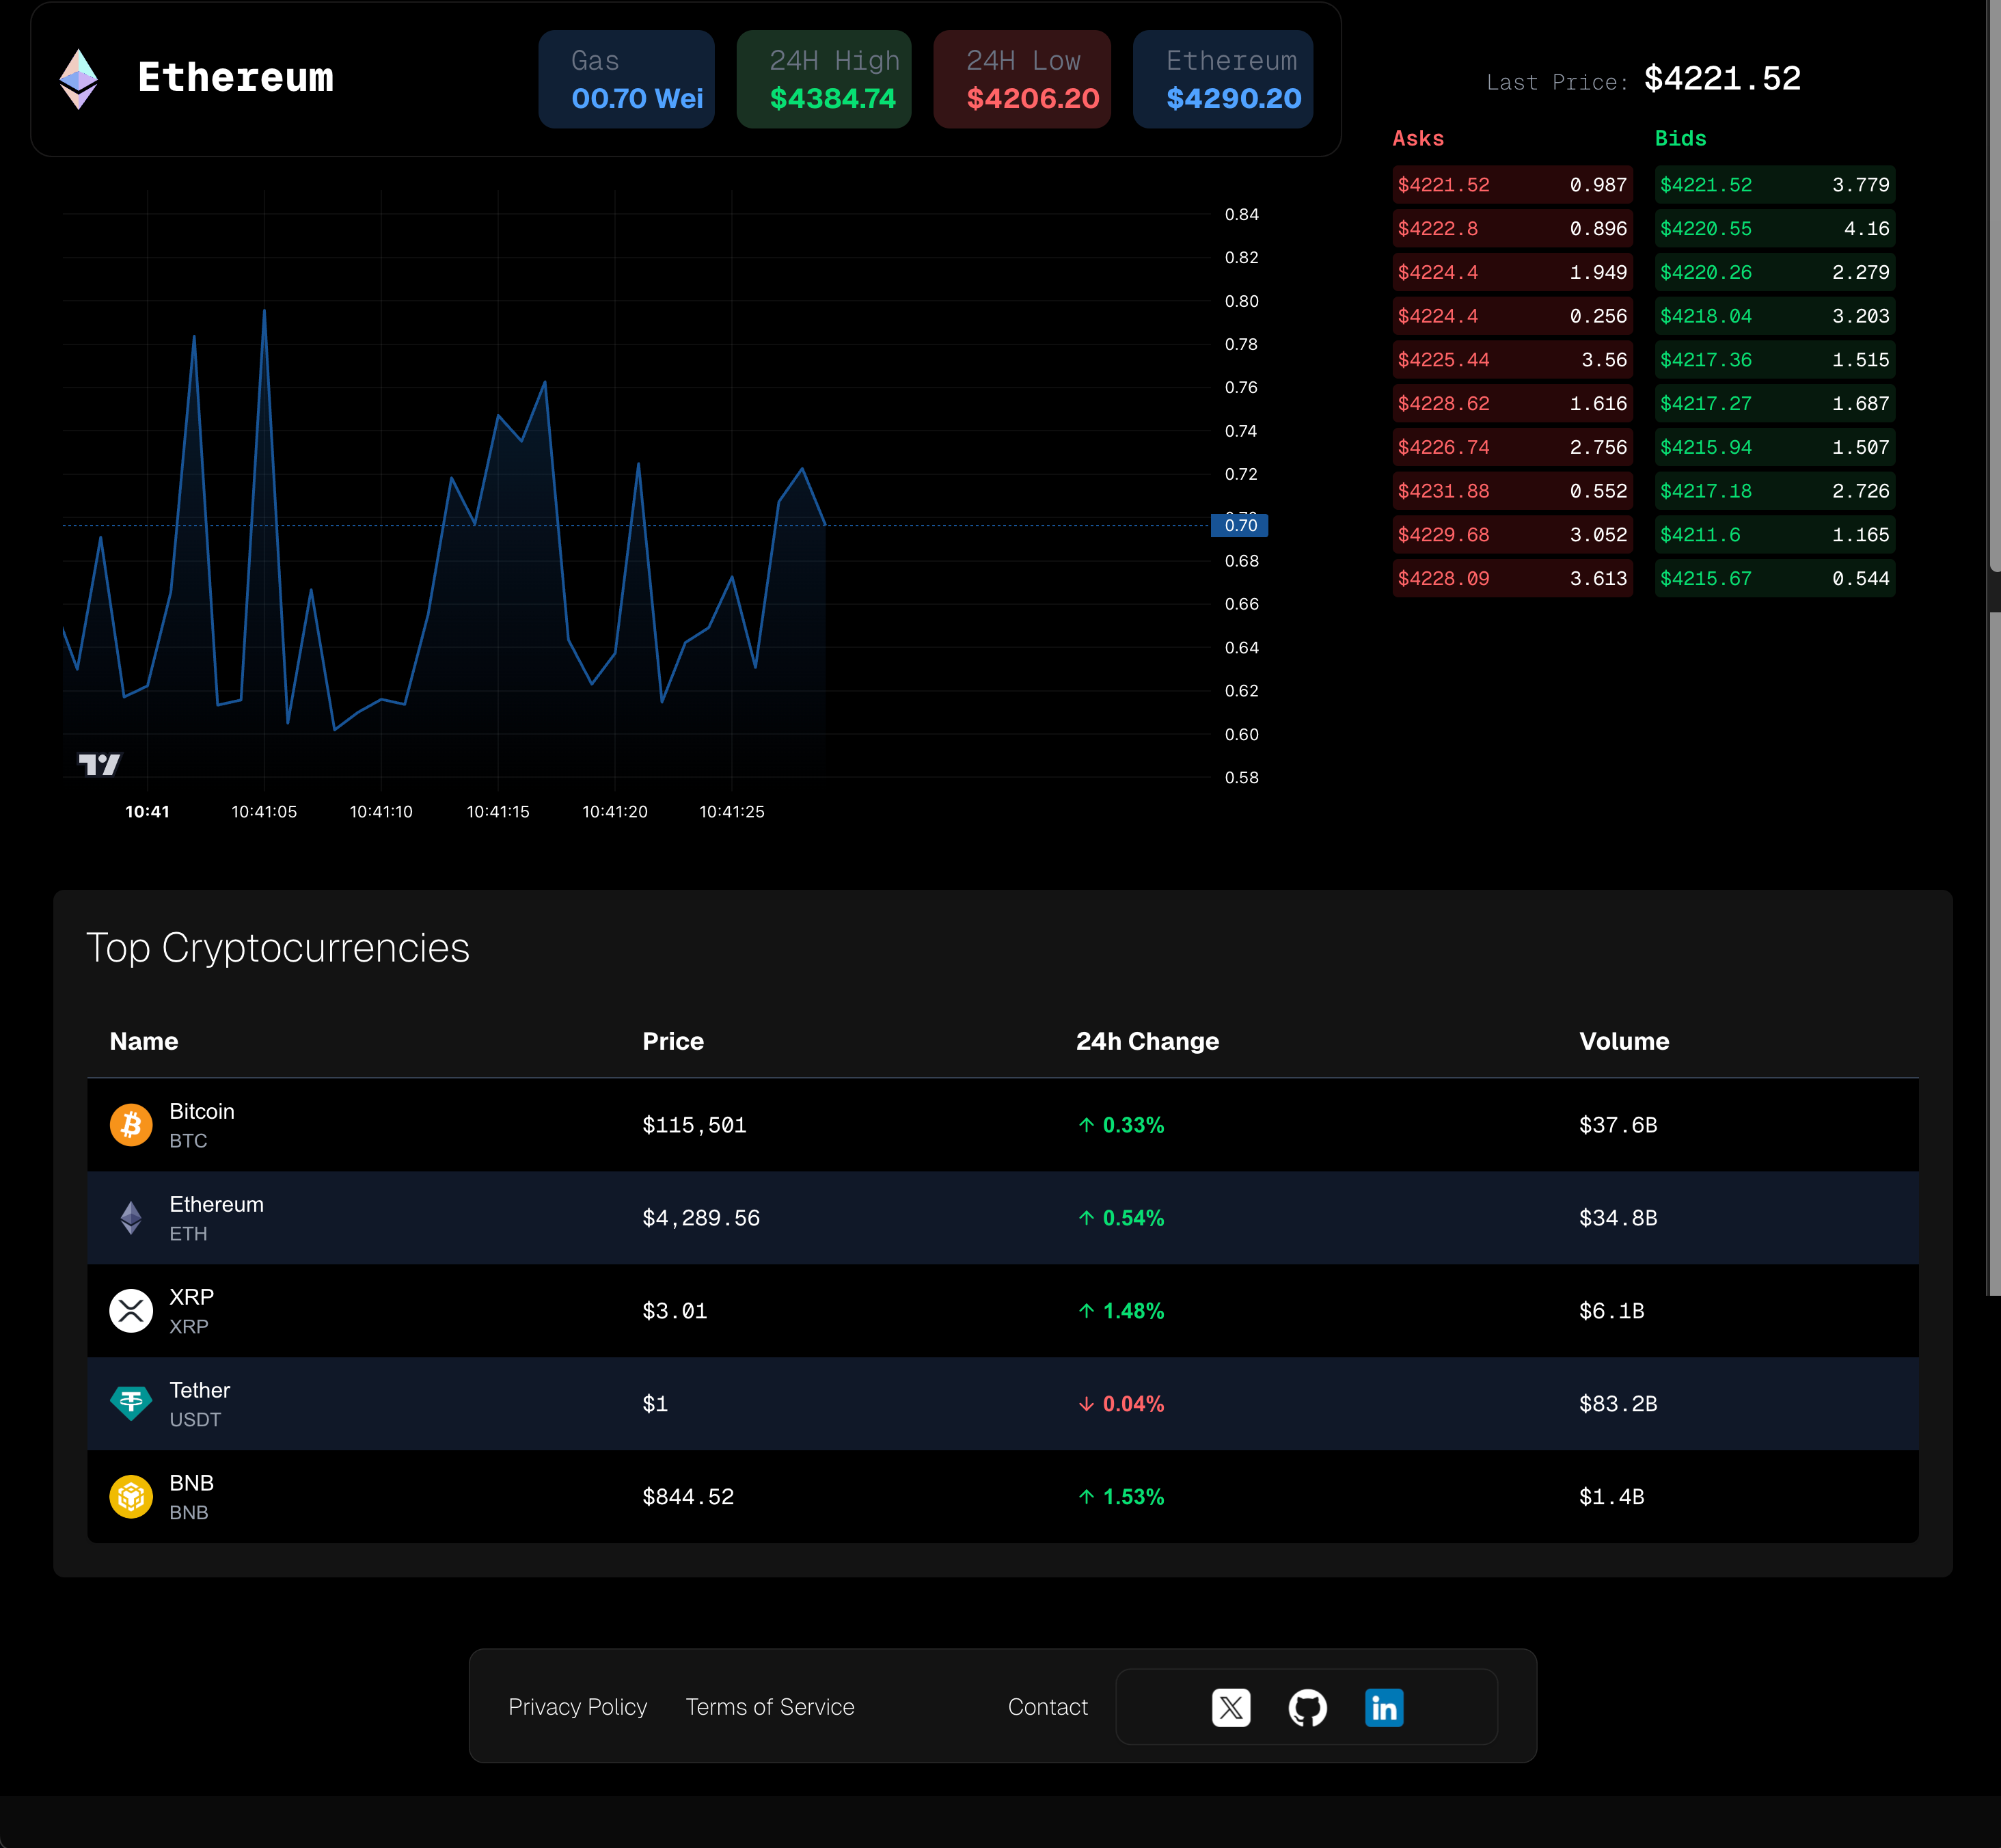 Ethereum
Gas
00.70 Wei
24H High
$4384.74
24H Low
$4206.20
Ethereum
$4290.20
Last Price: $4221.52
Asks
$4221.52 0.987
$4222.8 0.896
$4224.4 1.949
$4224.4 0.256
$4225.44 3.56
$4228.62 1.616
$4226.74 2.756
$4231.88 0.552
$4229.68 3.052
$4228.09 3.613
Bids
$4221.52 3.779
$4220.55 4.16
$4220.26 2.279
$4218.04 3.203
$4217.36 1.515
$4217.27 1.687
$4215.94 1.507
$4217.18 2.726
$4211.6 1.165
$4215.67 0.544
0.84
0.82
0.80
0.78
0.76
0.74
0.72
0.70
0.68
0.66
0.64
0.62
0.60
0.58
10:41 10:41:05 10:41:10 10:41:15 10:41:20 10:41:25
Top Cryptocurrencies
Name Price 24h Change Volume
Bitcoin
BTC
$115,501 ↑ 0.33% $37.6B
Ethereum
ETH
$4,289.56 ↑ 0.54% $34.8B
XRP
XRP
$3.01 ↑ 1.48% $6.1B
Tether
USDT
$1 ↓ 0.04% $83.2B
BNB
BNB
$844.52 ↑ 1.53% $1.4B
Privacy Policy Terms of Service Contact